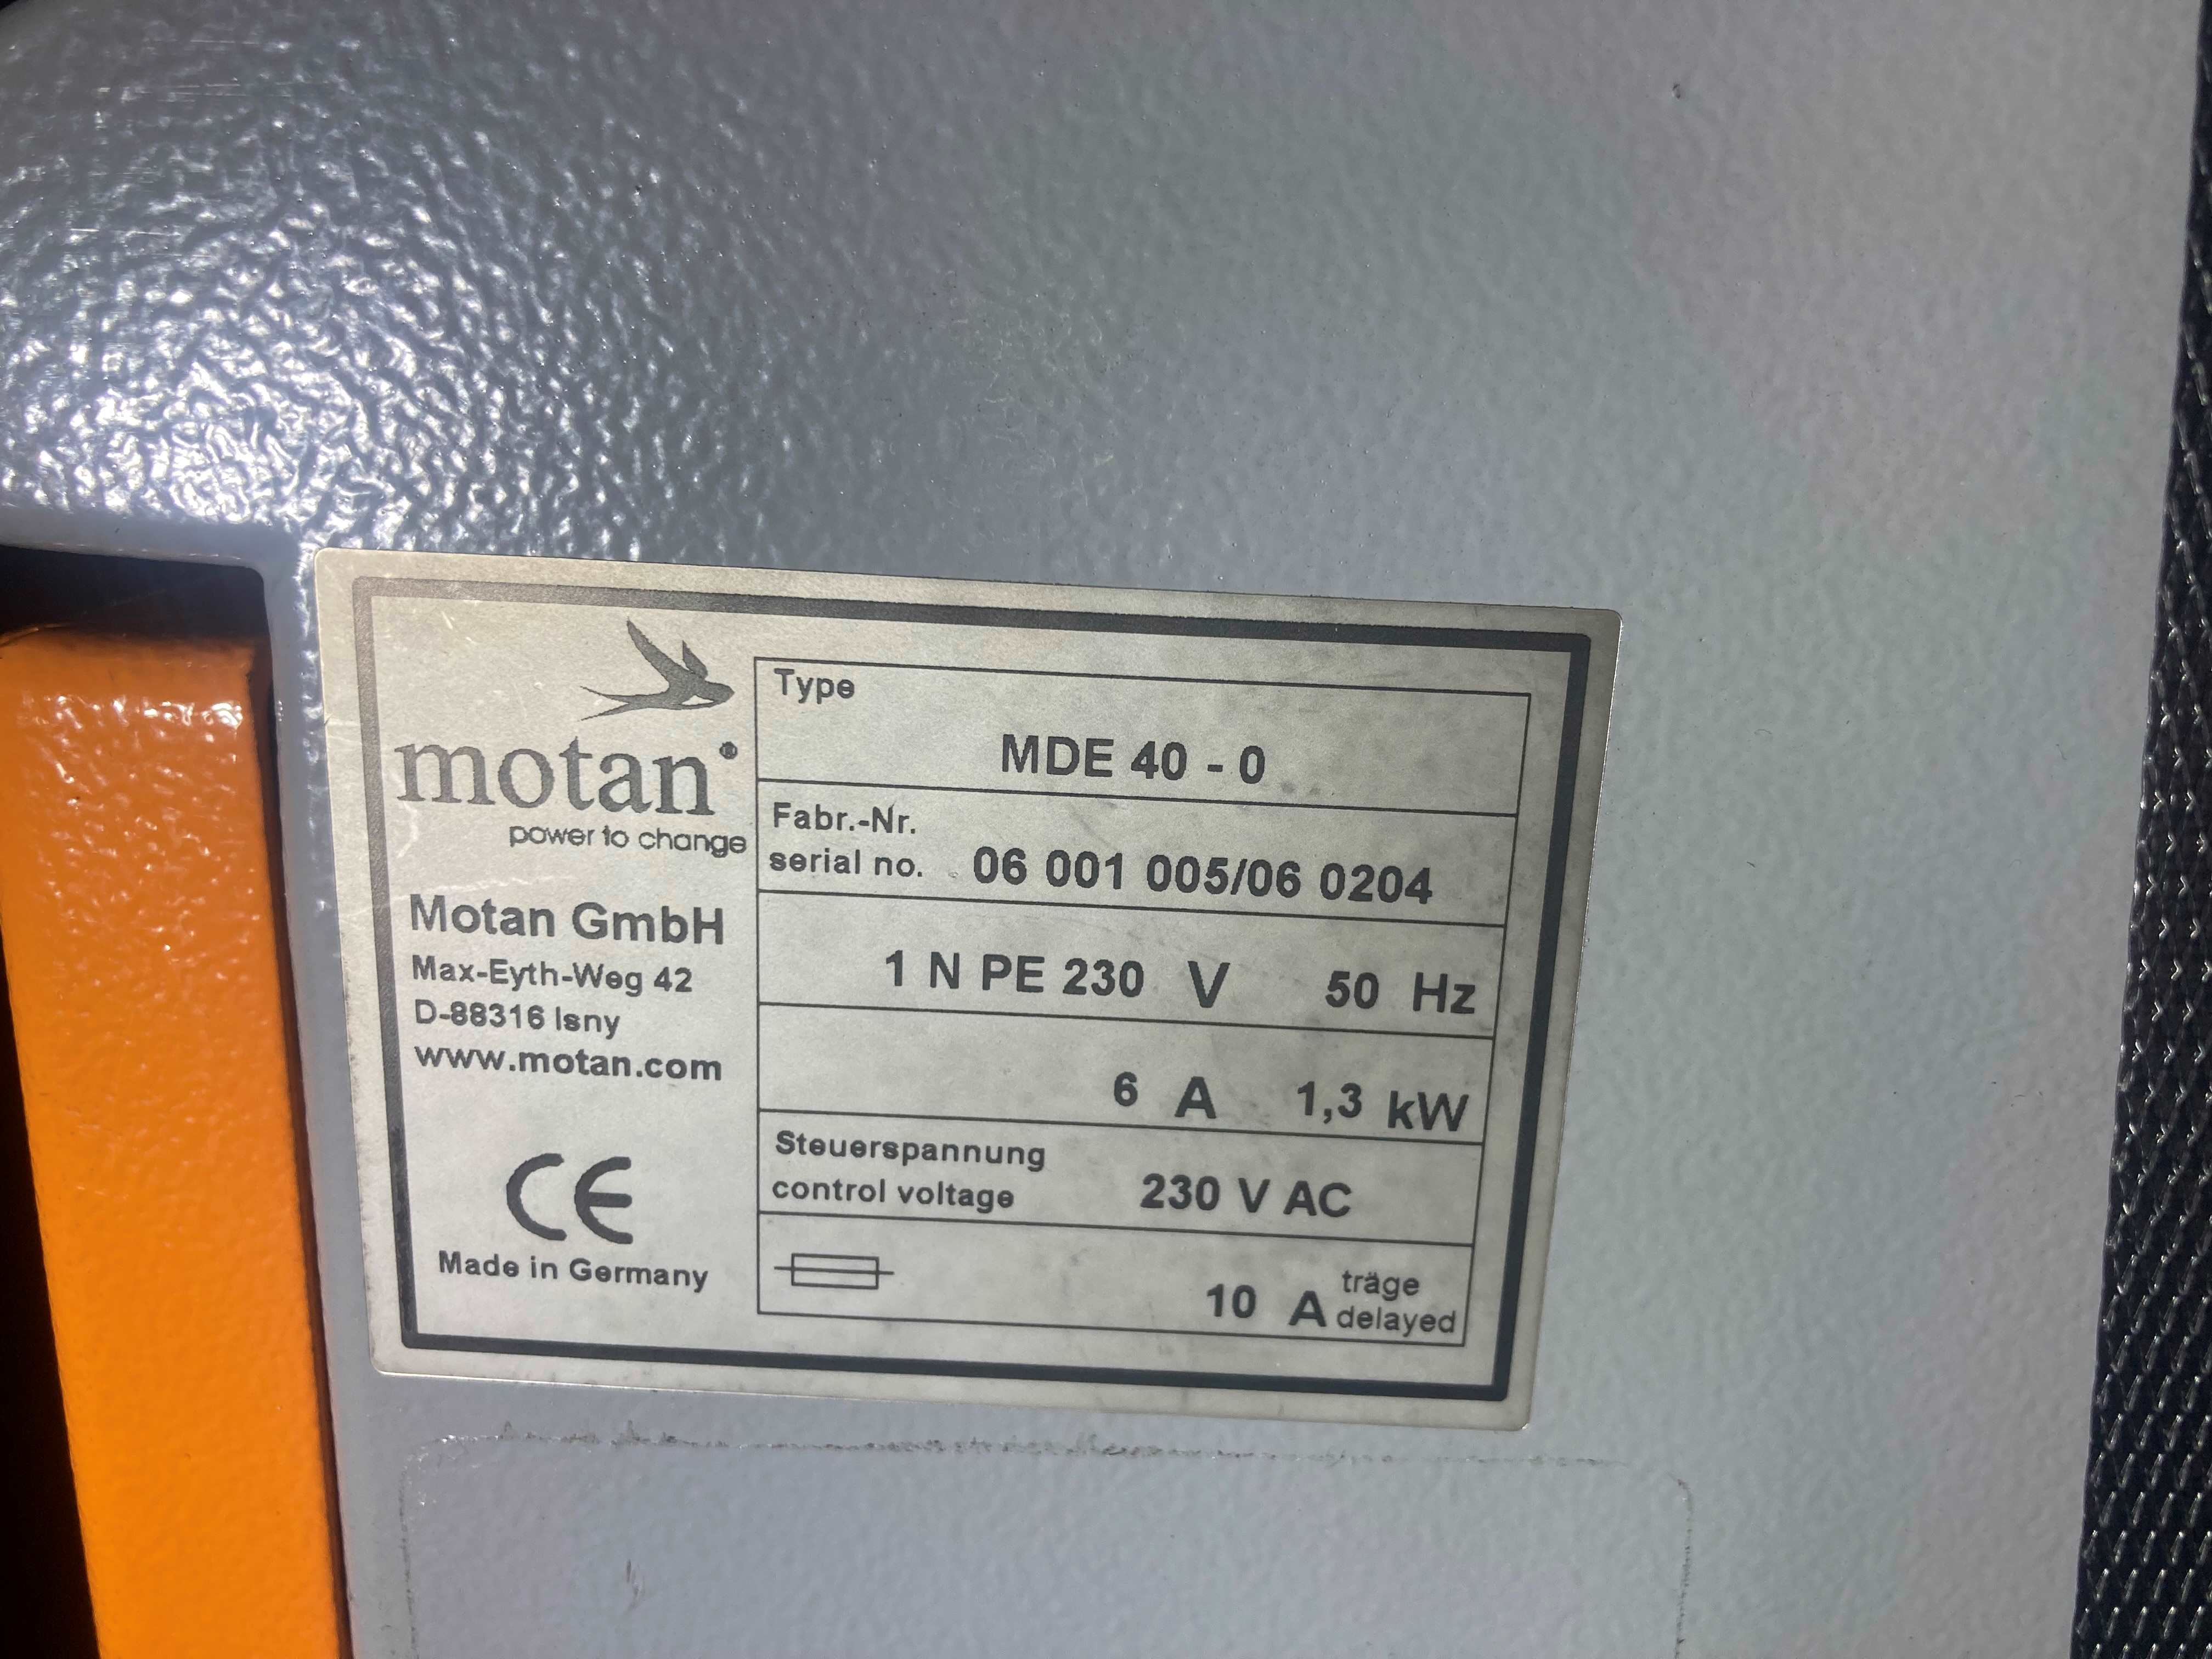 motan®
power to change
Motan GmbH
Max-Eyth-Weg 42
D-88316 Isny
www.motan.com
CE
Made in Germany
Type
MDE 40 - 0
Fabr.-Nr.
serial no. 06 001 005/06 0204
1 N PE 230 V 50 Hz
6 A 1,3 kW
Steuerspannung
control voltage 230 V AC
10 A träge
delayed